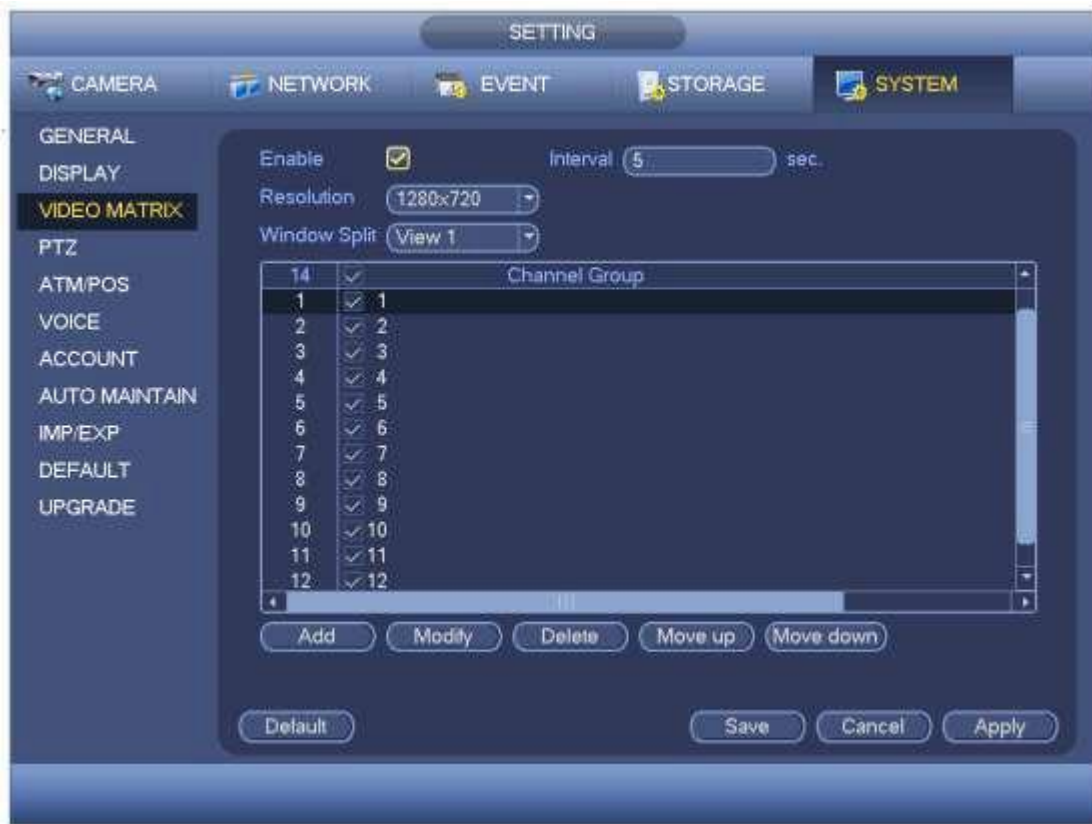 SETTING
CAMERA NETWORK EVENT STORAGE SYSTEM
GENERAL
DISPLAY
VIDEO MATRIX
PTZ
ATM/POS
VOICE
ACCOUNT
AUTO MAINTAIN
IMP/EXP
DEFAULT
UPGRADE
Enable Interval 5 sec.
Resolution 1280×720
Window Split View 1
14 Channel Group
1 1
2 2
3 3
4 4
5 5
6 6
7 7
8 8
9 9
10 10
11 11
12 12
Add Modify Delete Move up Move down
Default Save Cancel Apply